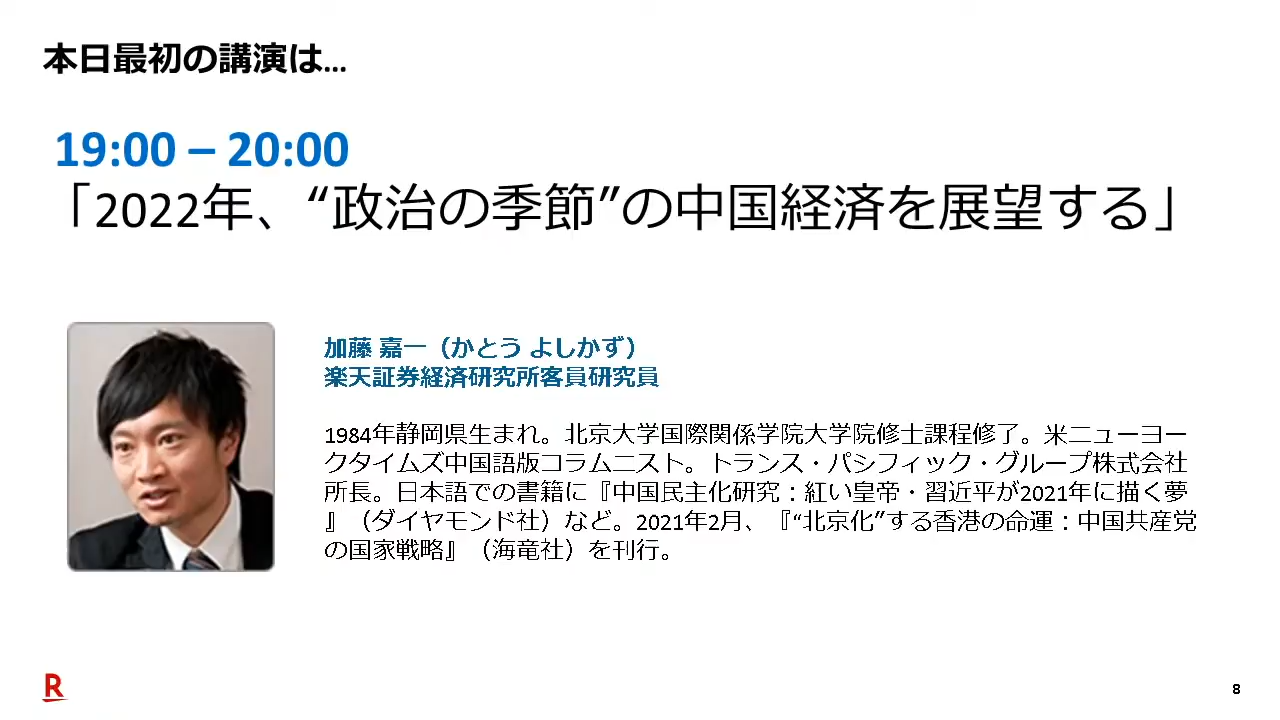 本日最初の講演は...
19:00 – 20:00
「2022年、“政治の季節”の中国経済を展望する」
加藤 嘉一（かとう よしかず）
楽天証券経済研究所客員研究員
1984年静岡県生まれ。北京大学国際関係学院大学院修士課程修了。米ニューヨー
クタイムズ中国語版コラムニスト。トランス・パシフィック・グループ株式会社
所長。日本語での書籍に『中国民主化研究：紅い皇帝・習近平が2021年に描く夢
』（ダイヤモンド社）など。2021年2月、『“北京化”する香港の命運：中国共産党
の国家戦略』（海竜社）を刊行。
R
8